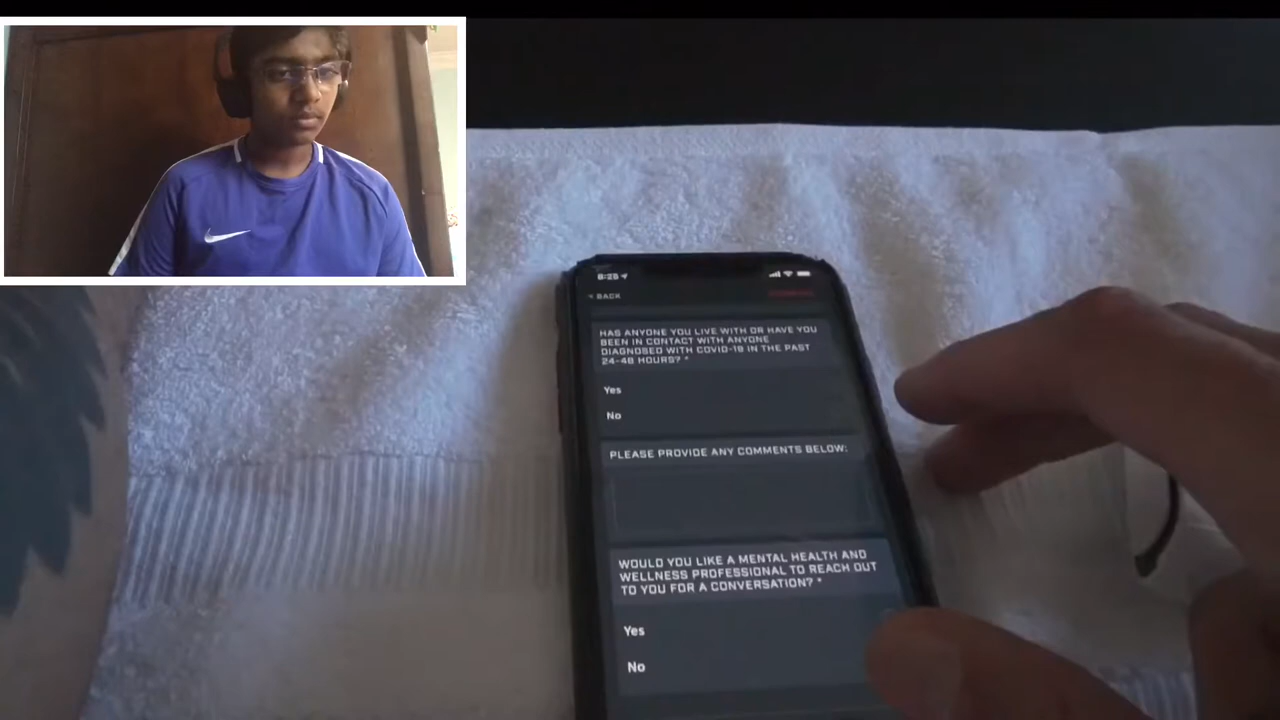 8:25
BACK
HAS ANYONE YOU LIVE WITH OR HAVE YOU
BEEN IN CONTACT WITH ANYONE
DIAGNOSED WITH COVID-19 IN THE PAST
24-48 HOURS? *
Yes
No
PLEASE PROVIDE ANY COMMENTS BELOW:
WOULD YOU LIKE A MENTAL HEALTH AND
WELLNESS PROFESSIONAL TO REACH OUT
TO YOU FOR A CONVERSATION? *
Yes
No